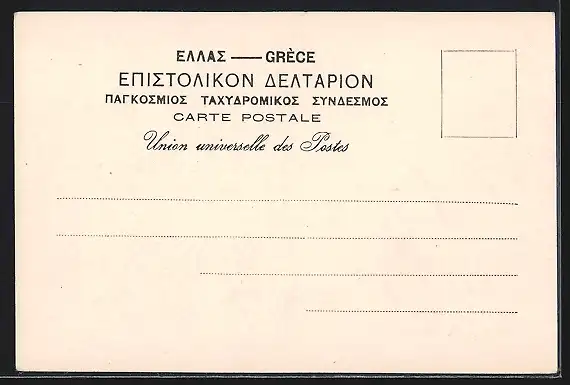 ΕΛΛΑΣ — GRÈCE
ΕΠΙΣΤΟΛΙΚΟΝ ΔΕΛΤΑΡΙΟΝ
ΠΑΓΚΟΣΜΙΟΣ ΤΑΧΥΔΡΟΜΙΚΟΣ ΣΥΝΔΕΣΜΟΣ
CARTE POSTALE
Union universelle des Postes